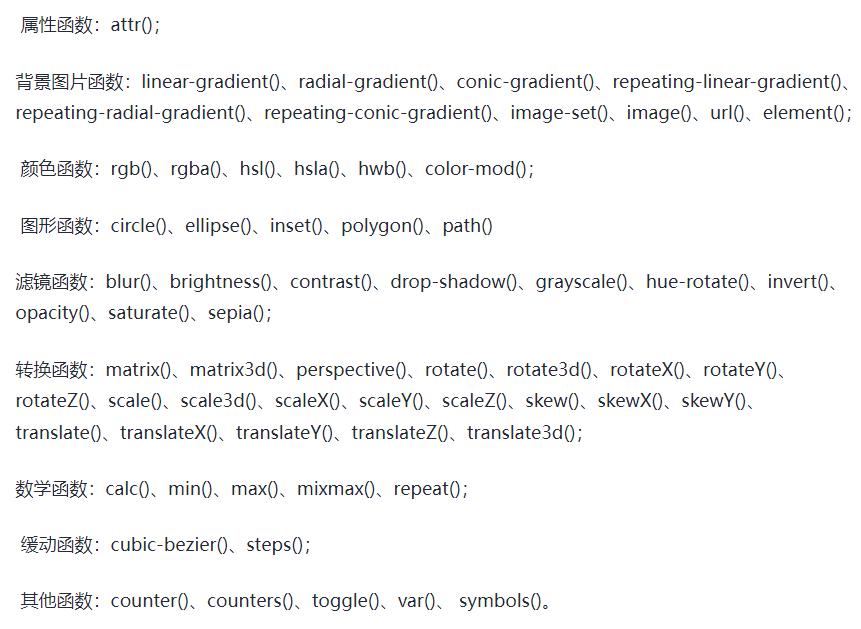 属性函数：attr()；
背景图片函数：linear-gradient()、radial-gradient()、conic-gradient()、repeating-linear-gradient()、
repeating-radial-gradient()、repeating-conic-gradient()、image-set()、image()、url()、element()；
颜色函数：rgb()、rgba()、hsl()、hsla()、hwb()、color-mod()；
图形函数：circle()、ellipse()、inset()、polygon()、path()
滤镜函数：blur()、brightness()、contrast()、drop-shadow()、grayscale()、hue-rotate()、invert()、
opacity()、saturate()、sepia()；
转换函数：matrix()、matrix3d()、perspective()、rotate()、rotate3d()、rotateX()、rotateY()、
rotateZ()、scale()、scale3d()、scaleX()、scaleY()、scaleZ()、skew()、skewX()、skewY()、
translate()、translateX()、translateY()、translateZ()、translate3d()；
数学函数：calc()、min()、max()、mixmax()、repeat()；
缓动函数：cubic-bezier()、steps()；
其他函数：counter()、counters()、toggle()、var()、 symbols()。